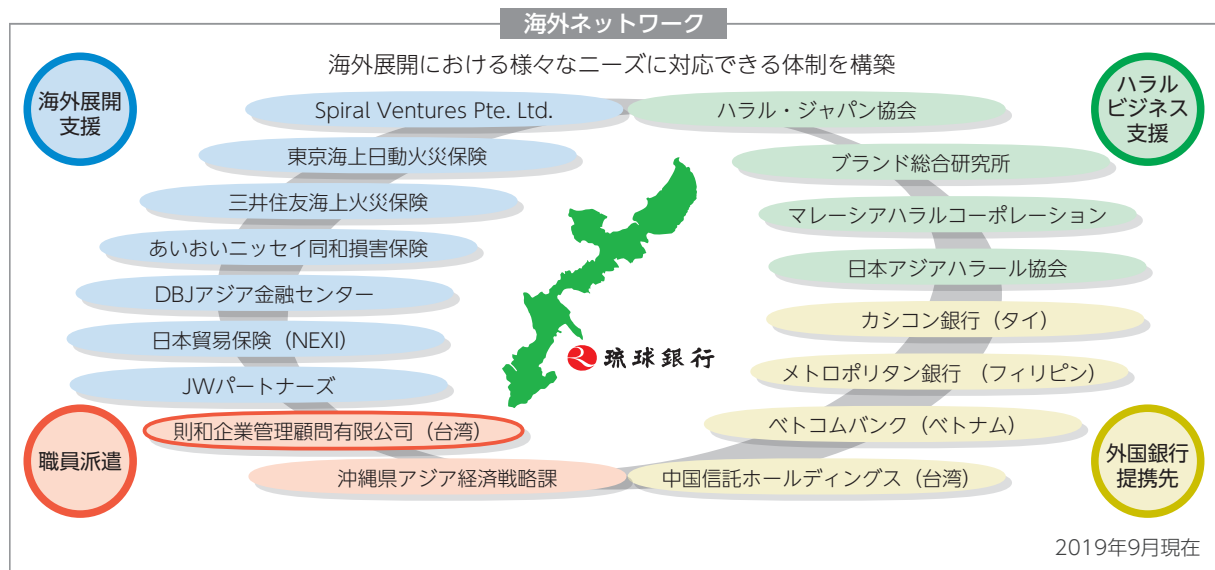 海外ネットワーク
海外展開における様々なニーズに対応できる体制を構築
海外展開
支援
Spiral Ventures Pte. Ltd.
東京海上日動火災保険
三井住友海上火災保険
あいおいニッセイ同和損害保険
DBJアジア金融センター
日本貿易保険（NEXI）
JWパートナーズ
職員派遣
則和企業管理顧問有限公司（台湾）
沖縄県アジア経済戦略課
琉球銀行
ハラル
ビジネス
支援
ハラル・ジャパン協会
ブランド総合研究所
マレーシアハラルコーポレーション
日本アジアハラール協会
カシコン銀行（タイ）
メトロポリタン銀行 （フィリピン）
ベトコムバンク（ベトナム）
中国信託ホールディングス（台湾）
外国銀行
提携先
2019年9月現在